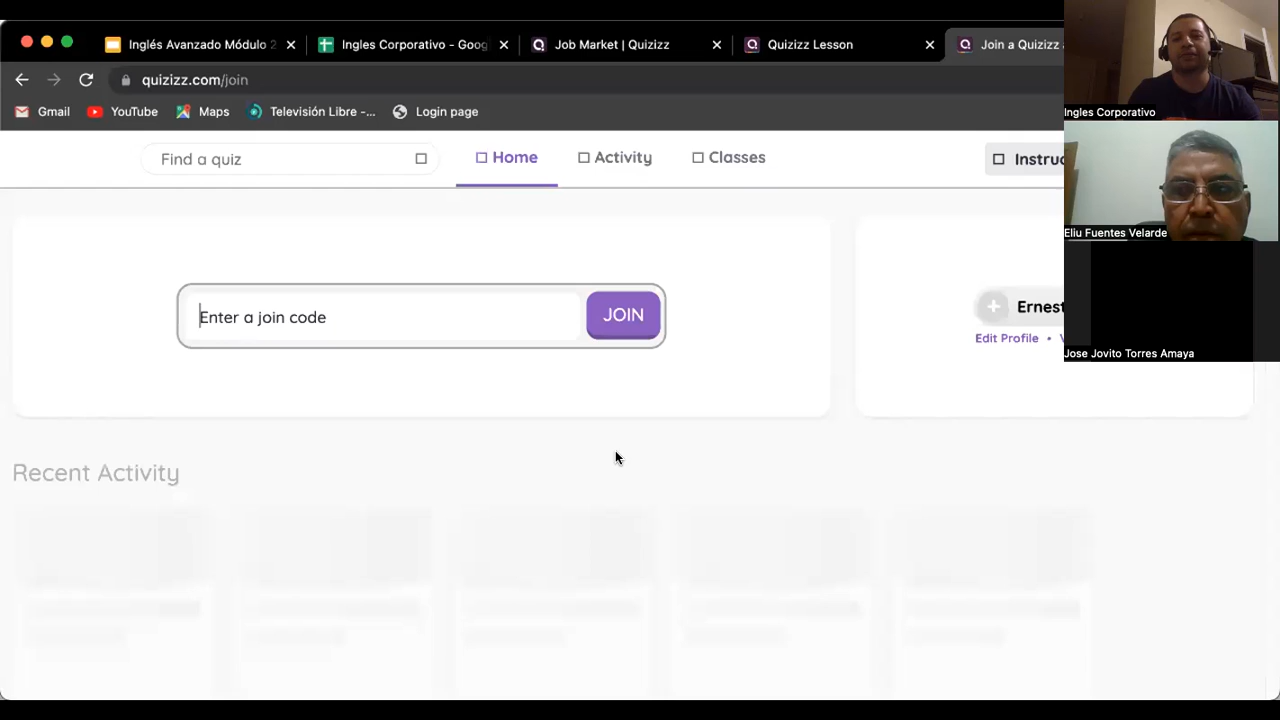 Inglés Avanzado Módulo 2
Ingles Corporativo - Goog
Job Market | Quizizz
Quizizz Lesson
Join a Quizizz
quizizz.com/join
Gmail
YouTube
Maps
Televisión Libre -...
Login page
Find a quiz
Home
Activity
Classes
Instruc
Enter a join code
JOIN
Ernest
Edit Profile •
Recent Activity
Ingles Corporativo
Eliu Fuentes Velarde
Jose Jovito Torres Amaya